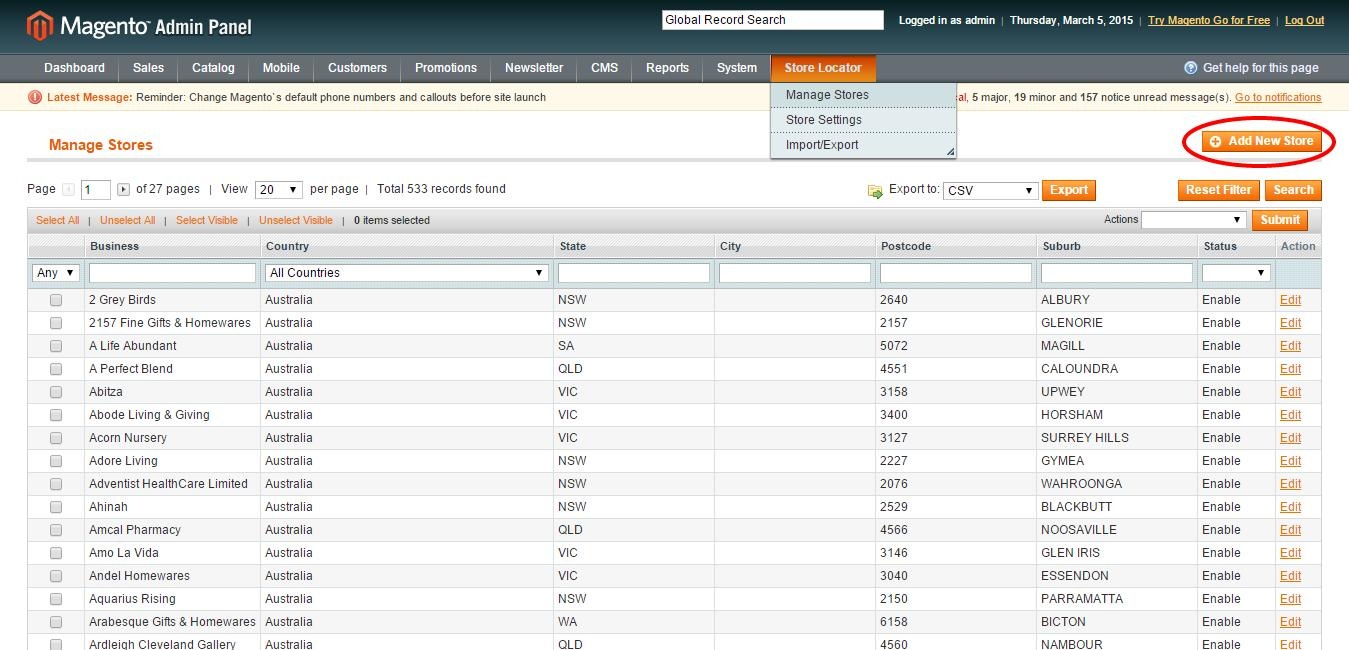 Magento™ Admin Panel
Global Record Search
Logged in as admin | Thursday, March 5, 2015 | Try Magento Go for Free | Log Out
Dashboard Sales Catalog Mobile Customers Promotions Newsletter CMS Reports System Store Locator Get help for this page
Latest Message: Reminder: Change Magento`s default phone numbers and callouts before site launch
Manage Stores
Store Settings
Import/Export
5 major, 19 minor and 157 notice unread message(s). Go to notifications
Manage Stores
Add New Store
Page 1 of 27 pages | View 20 per page | Total 533 records found
Export to: CSV Export Reset Filter Search
Select All | Unselect All | Select Visible | Unselect Visible | 0 items selected
Actions Submit
Business Country State City Postcode Suburb Status Action
Any All Countries
2 Grey Birds Australia NSW 2640 ALBURY Enable Edit
2157 Fine Gifts & Homewares Australia NSW 2157 GLENORIE Enable Edit
A Life Abundant Australia SA 5072 MAGILL Enable Edit
A Perfect Blend Australia QLD 4551 CALOUNDRA Enable Edit
Abitza Australia VIC 3158 UPWEY Enable Edit
Abode Living & Giving Australia VIC 3400 HORSHAM Enable Edit
Acorn Nursery Australia VIC 3127 SURREY HILLS Enable Edit
Adore Living Australia NSW 2227 GYMEA Enable Edit
Adventist HealthCare Limited Australia NSW 2076 WAHROONGA Enable Edit
Ahinah Australia NSW 2529 BLACKBUTT Enable Edit
Amcal Pharmacy Australia QLD 4566 NOOSAVILLE Enable Edit
Amo La Vida Australia VIC 3146 GLEN IRIS Enable Edit
Andel Homewares Australia VIC 3040 ESSENDON Enable Edit
Aquarius Rising Australia NSW 2150 PARRAMATTA Enable Edit
Arabesque Gifts & Homewares Australia WA 6158 BICTON Enable Edit
Ardleigh Cleveland Gallery Australia QLD 4560 NAMBOUR Enable Edit